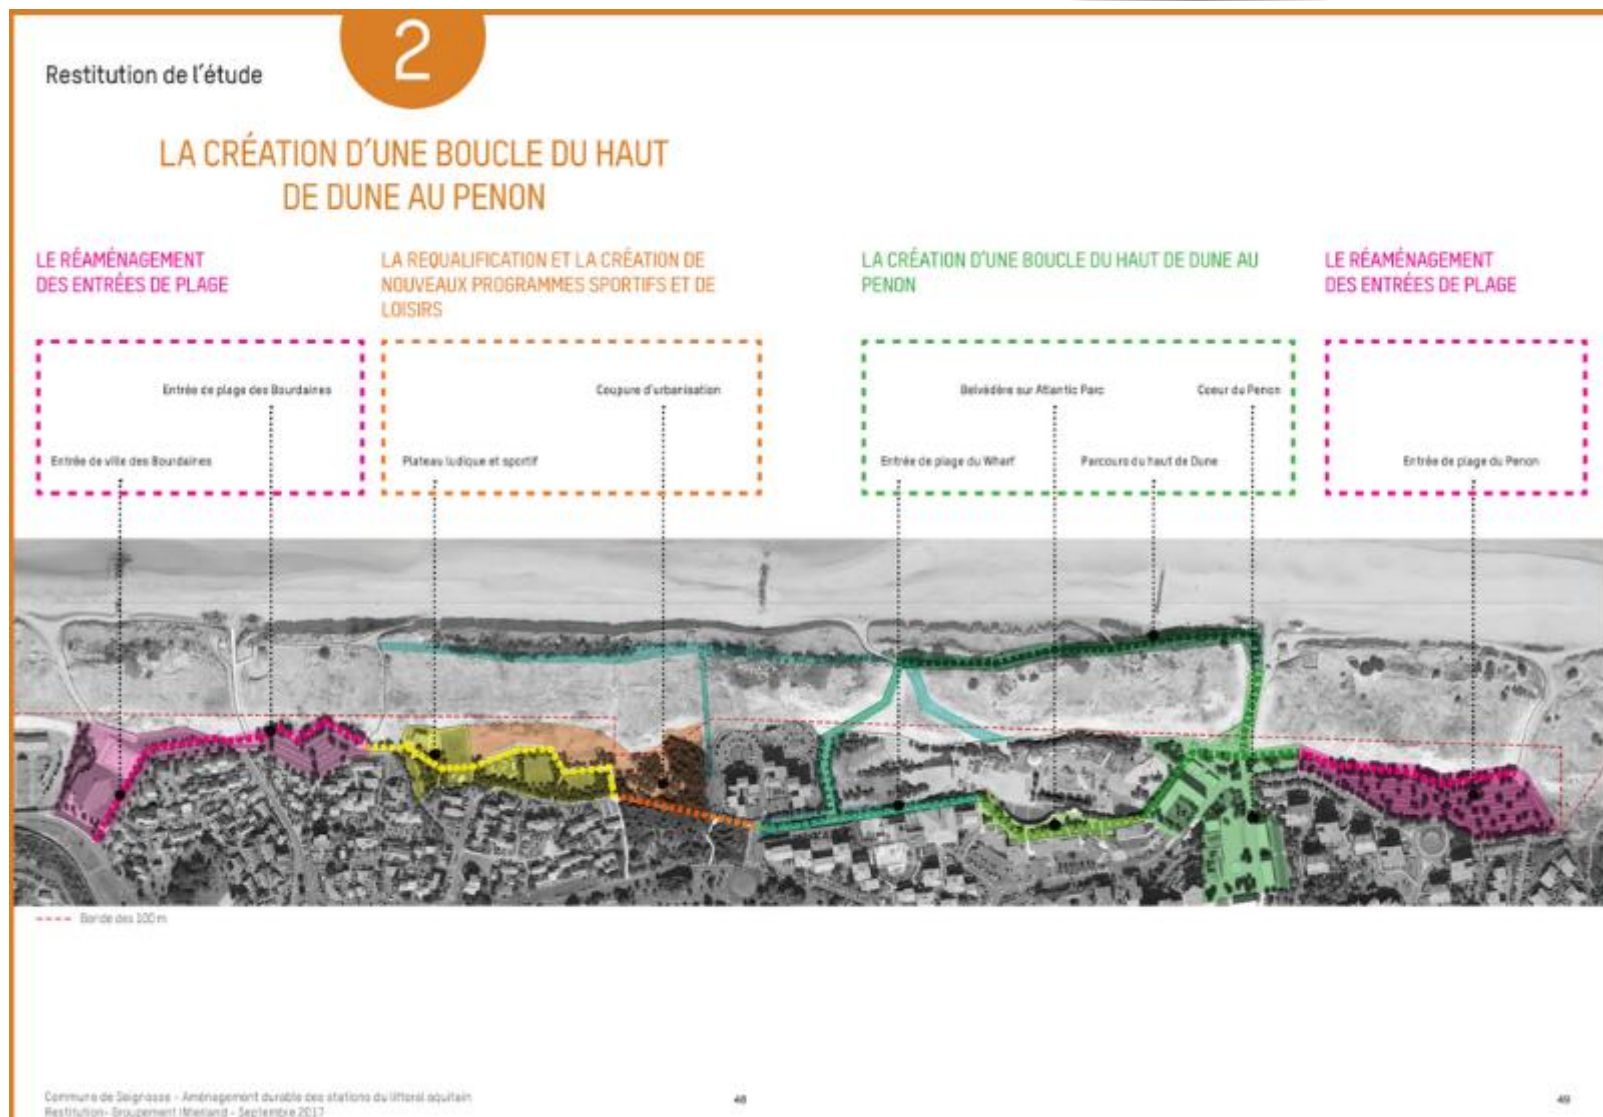 2
Restitution de l'étude
LA CRÉATION D'UNE BOUCLE DU HAUT
DE DUNE AU PENON
LE RÉAMÉNAGEMENT
DES ENTRÉES DE PLAGE
LA REQUALIFICATION ET LA CRÉATION DE
NOUVEAUX PROGRAMMES SPORTIFS ET DE
LOISIRS
LA CRÉATION D'UNE BOUCLE DU HAUT DE DUNE AU
PENON
LE RÉAMÉNAGEMENT
DES ENTRÉES DE PLAGE
Entrée de plage des Bourdaines
Entrée de ville des Bourdaines
Coupure d'urbanisation
Plateau ludique et sportif
Belvédère sur Atlantic Parc
Coeur du Penon
Entrée de plage du Wharf
Parcours du haut de Dune
Entrée de plage du Penon
Bande des 100 m
Commune de Seignosse - Aménagement durable des stations du littoral aquitain
Restitution- Groupement INterland - Septembre 2017
48
49